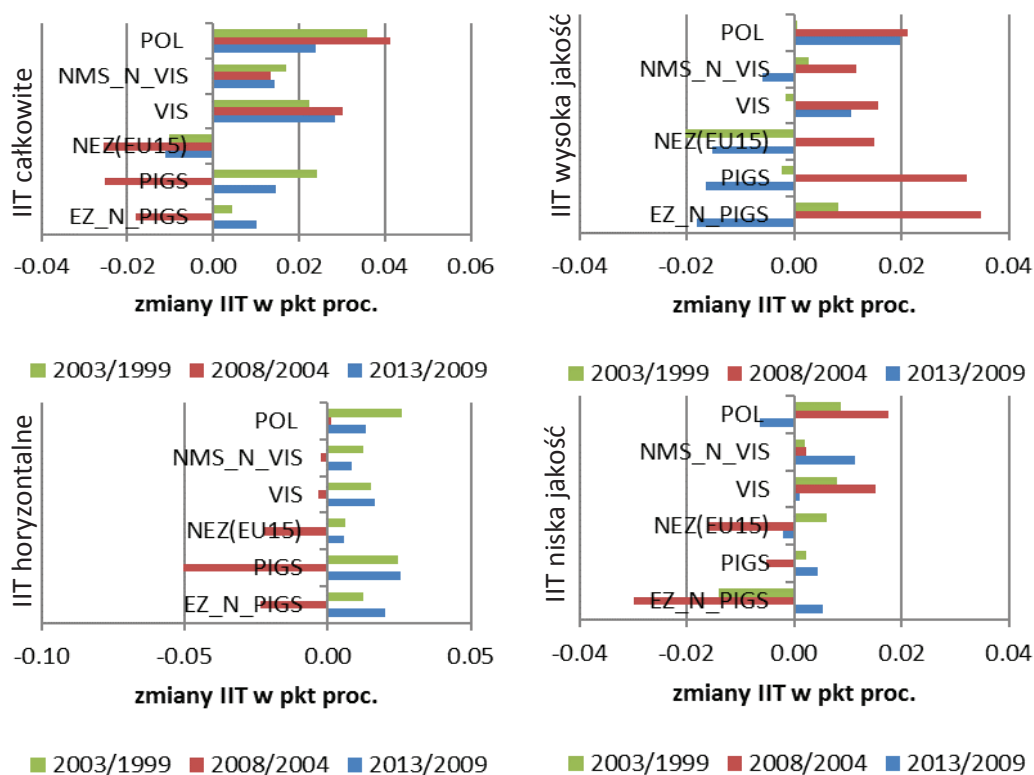 IIT całkowite
POL
NMS_N_VIS
VIS
NEZ(EU15)
PIGS
EZ_N_PIGS
-0.04 -0.02 0.00 0.02 0.04 0.06
zmiany IIT w pkt proc.
2003/1999 2008/2004 2013/2009
IIT wysoka jakość
POL
NMS_N_VIS
VIS
NEZ(EU15)
PIGS
EZ_N_PIGS
-0.04 -0.02 0.00 0.02 0.04
zmiany IIT w pkt proc.
2003/1999 2008/2004 2013/2009
IIT horyzontalne
POL
NMS_N_VIS
VIS
NEZ(EU15)
PIGS
EZ_N_PIGS
-0.10 -0.05 0.00 0.05
zmiany IIT w pkt proc.
2003/1999 2008/2004 2013/2009
IIT niska jakość
POL
NMS_N_VIS
VIS
NEZ(EU15)
PIGS
EZ_N_PIGS
-0.04 -0.02 0.00 0.02 0.04
zmiany IIT w pkt proc.
2003/1999 2008/2004 2013/2009